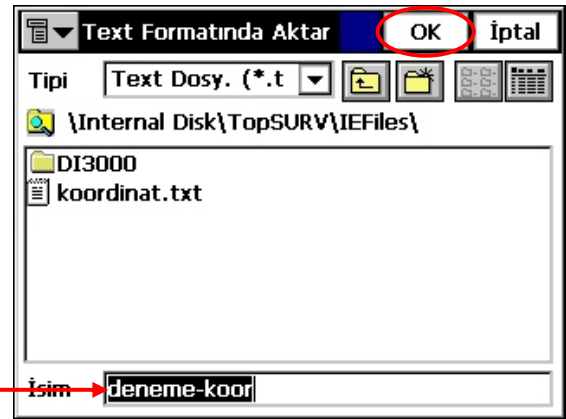 Text Formatında Aktar OK İptal
Tipi Text Dosy. (*.t
\Internal Disk\TopSURV\IEFiles\
DI3000
koordinat.txt
İsim deneme-koor